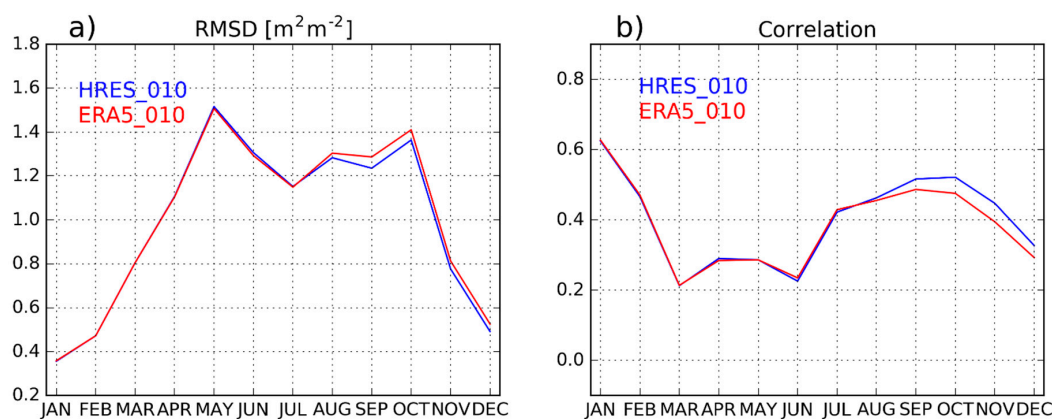 a)
RMSD [m²m⁻²]
1.8
1.6
1.4
1.2
1.0
0.8
0.6
0.4
0.2
HRES_010
ERA5_010
JAN FEB MAR APR MAY JUN JUL AUG SEP OCT NOV DEC
b)
Correlation
0.8
0.6
0.4
0.2
0.0
HRES_010
ERA5_010
JAN FEB MAR APR MAY JUN JUL AUG SEP OCT NOV DEC